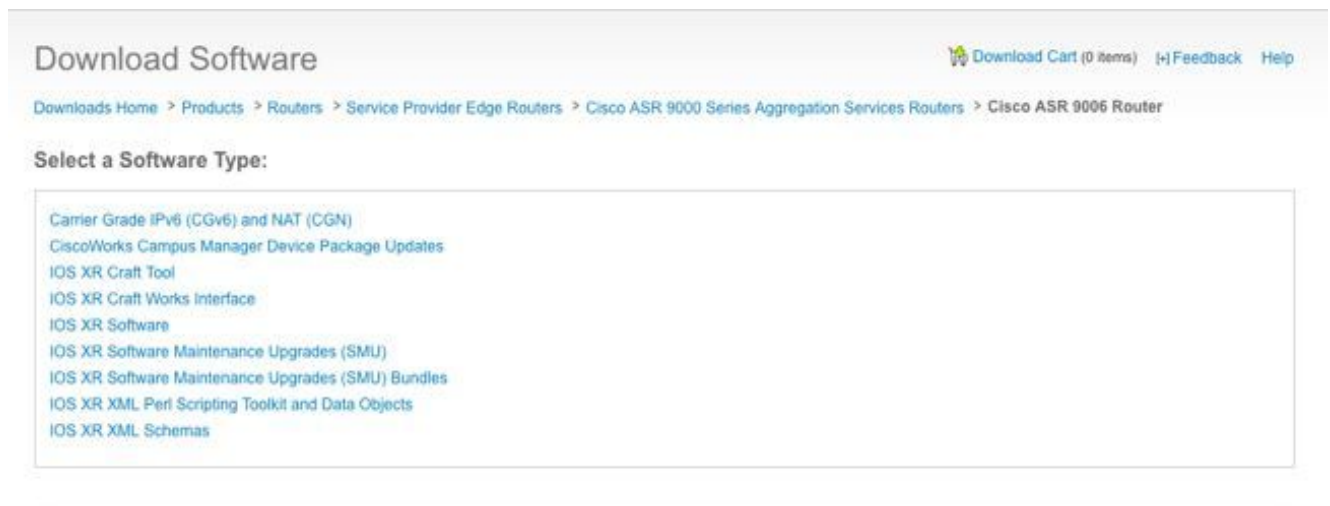 Download Software
Download Cart (0 items) [+] Feedback Help
Downloads Home > Products > Routers > Service Provider Edge Routers > Cisco ASR 9000 Series Aggregation Services Routers > Cisco ASR 9006 Router
Select a Software Type:
Carrier Grade IPv6 (CGv6) and NAT (CGN)
CiscoWorks Campus Manager Device Package Updates
IOS XR Craft Tool
IOS XR Craft Works Interface
IOS XR Software
IOS XR Software Maintenance Upgrades (SMU)
IOS XR Software Maintenance Upgrades (SMU) Bundles
IOS XR XML Perl Scripting Toolkit and Data Objects
IOS XR XML Schemas